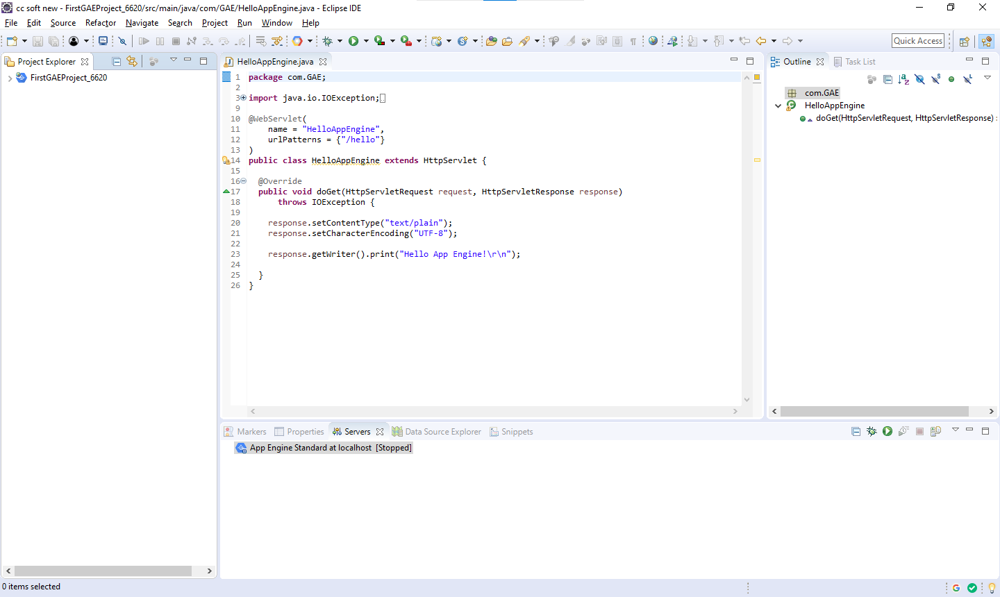 cc soft new - FirstGAEProject_6620/src/main/java/com/GAE/HelloAppEngine.java - Eclipse IDE
File Edit Source Refactor Navigate Search Project Run Window Help
Quick Access
Project Explorer
FirstGAEProject_6620
HelloAppEngine.java
1 package com.GAE;
2
3 import java.io.IOException;
9
10 @WebServlet(
11 name = "HelloAppEngine",
12 urlPatterns = {"/hello"}
13 )
14 public class HelloAppEngine extends HttpServlet {
15
16 @Override
17 public void doGet(HttpServletRequest request, HttpServletResponse response)
18 throws IOException {
19
20 response.setContentType("text/plain");
21 response.setCharacterEncoding("UTF-8");
22
23 response.getWriter().print("Hello App Engine!\r\n");
24
25 }
26 }
Outline Task List
com.GAE
HelloAppEngine
doGet(HttpServletRequest, HttpServletResponse) :
Markers Properties Servers Data Source Explorer Snippets
App Engine Standard at localhost [Stopped]
0 items selected